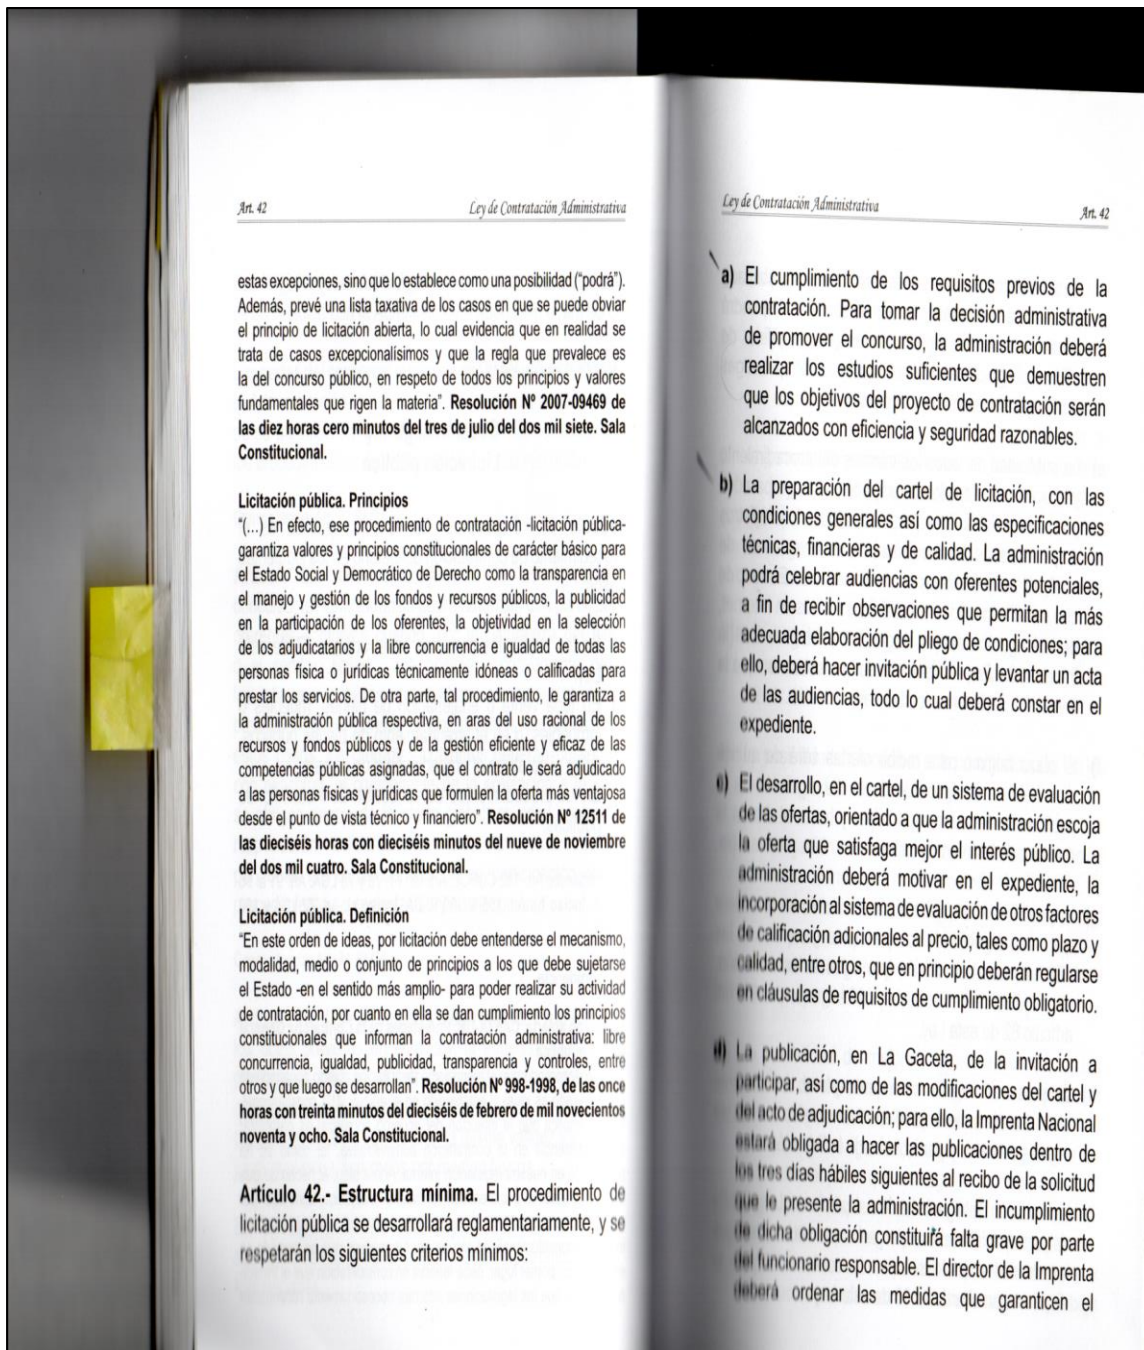 Art. 42
Ley de Contratación Administrativa
estas excepciones, sino que lo establece como una posibilidad (“podrá”).
Además, prevé una lista taxativa de los casos en que se puede obviar
el principio de licitación abierta, lo cual evidencia que en realidad se
trata de casos excepcionalísimos y que la regla que prevalece es
la del concurso público, en respeto de todos los principios y valores
fundamentales que rigen la materia”. Resolución Nº 2007-09469 de
las diez horas cero minutos del tres de julio del dos mil siete. Sala
Constitucional.
Licitación pública. Principios
“(…) En efecto, ese procedimiento de contratación -licitación pública-
garantiza valores y principios constitucionales de carácter básico para
el Estado Social y Democrático de Derecho como la transparencia en
el manejo y gestión de los fondos y recursos públicos, la publicidad
en la participación de los oferentes, la objetividad en la selección
de los adjudicatarios y la libre concurrencia e igualdad de todas las
personas física o jurídicas técnicamente idóneas o calificadas para
prestar los servicios. De otra parte, tal procedimiento, le garantiza a
la administración pública respectiva, en aras del uso racional de los
recursos y fondos públicos y de la gestión eficiente y eficaz de las
competencias públicas asignadas, que el contrato le será adjudicado
a las personas físicas y jurídicas que formulen la oferta más ventajosa
desde el punto de vista técnico y financiero”. Resolución Nº 12511 de
las dieciséis horas con dieciséis minutos del nueve de noviembre
del dos mil cuatro. Sala Constitucional.
Licitación pública. Definición
“En este orden de ideas, por licitación debe entenderse el mecanismo,
modalidad, medio o conjunto de principios a los que debe sujetarse
el Estado -en el sentido más amplio- para poder realizar su actividad
de contratación, por cuanto en ella se dan cumplimiento los principios
constitucionales que informan la contratación administrativa: libre
concurrencia, igualdad, publicidad, transparencia y controles, entre
otros y que luego se desarrollan”. Resolución Nº 998-1998, de las once
horas con treinta minutos del dieciséis de febrero de mil novecientos
noventa y ocho. Sala Constitucional.
Artículo 42.- Estructura mínima. El procedimiento de
licitación pública se desarrollará reglamentariamente, y se
respetarán los siguientes criterios mínimos:
Ley de Contratación Administrativa
Art. 42
a) El cumplimiento de los requisitos previos de la
contratación. Para tomar la decisión administrativa
de promover el concurso, la administración deberá
realizar los estudios suficientes que demuestren
que los objetivos del proyecto de contratación serán
alcanzados con eficiencia y seguridad razonables.
b) La preparación del cartel de licitación, con las
condiciones generales así como las especificaciones
técnicas, financieras y de calidad. La administración
podrá celebrar audiencias con oferentes potenciales,
a fin de recibir observaciones que permitan la más
adecuada elaboración del pliego de condiciones; para
ello, deberá hacer invitación pública y levantar un acta
de las audiencias, todo lo cual deberá constar en el
expediente.
c) El desarrollo, en el cartel, de un sistema de evaluación
de las ofertas, orientado a que la administración escoja
la oferta que satisfaga mejor el interés público. La
administración deberá motivar en el expediente, la
incorporación al sistema de evaluación de otros factores
de calificación adicionales al precio, tales como plazo y
calidad, entre otros, que en principio deberán regularse
en cláusulas de requisitos de cumplimiento obligatorio.
d) La publicación, en La Gaceta, de la invitación a
participar, así como de las modificaciones del cartel y
del acto de adjudicación; para ello, la Imprenta Nacional
estará obligada a hacer las publicaciones dentro de
los tres días hábiles siguientes al recibo de la solicitud
que le presente la administración. El incumplimiento
de dicha obligación constituirá falta grave por parte
del funcionario responsable. El director de la Imprenta
deberá ordenar las medidas que garanticen el